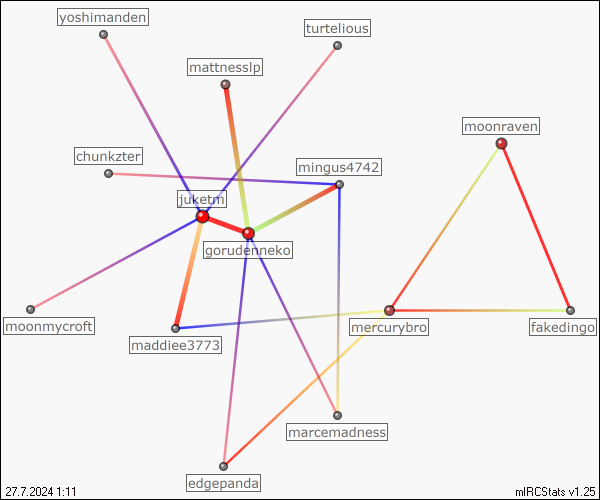 yoshimanden
turtelious
mattnesslp
moonraven
chunkzter
mingus4742
juketm
gorudenneko
moonmycroft
mercurybro
fakedingo
maddiee3773
marcemadness
edgepanda
27.7.2024 1:11
mIRCStats v1.25